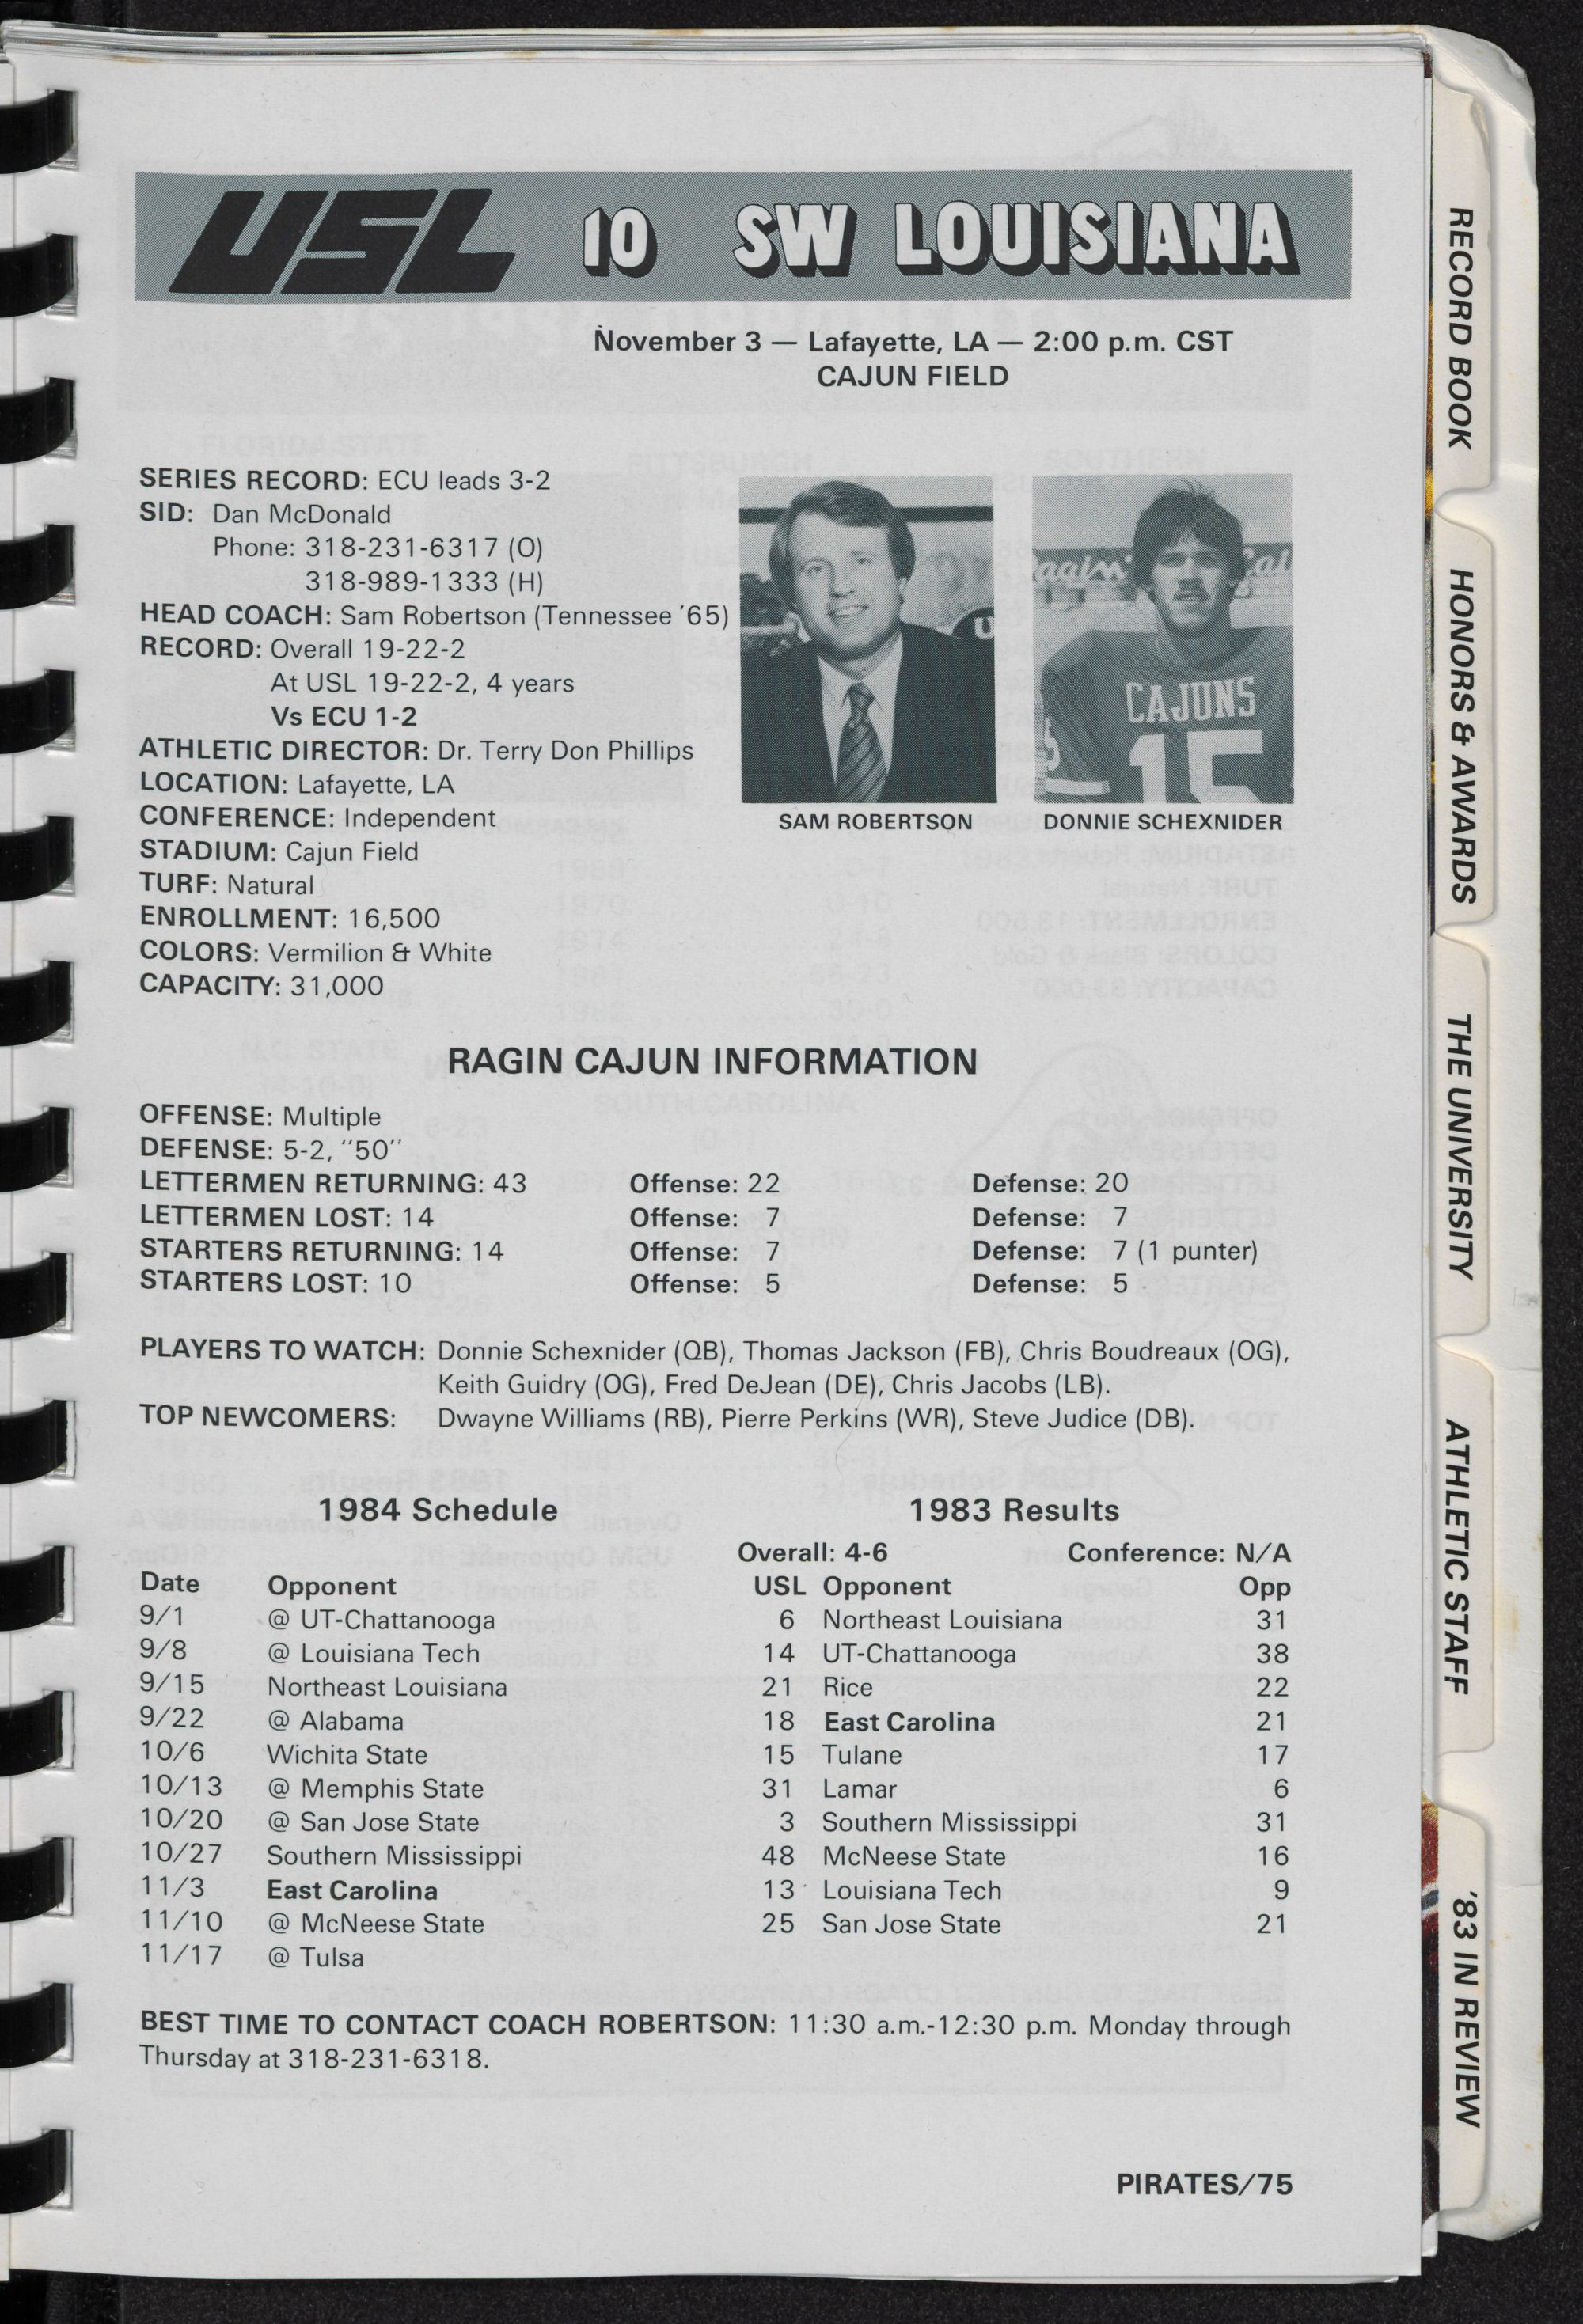 USL 10 SW LOUISIANA
November 3 — Lafayette, LA — 2:00 p.m. CST
CAJUN FIELD
SERIES RECORD: ECU leads 3-2
SID: Dan McDonald
Phone: 318-231-6317 (O)
318-989-1333 (H)
HEAD COACH: Sam Robertson (Tennessee '65)
RECORD: Overall 19-22-2
At USL 19-22-2, 4 years
Vs ECU 1-2
ATHLETIC DIRECTOR: Dr. Terry Don Phillips
LOCATION: Lafayette, LA
CONFERENCE: Independent
STADIUM: Cajun Field
TURF: Natural
ENROLLMENT: 16,500
COLORS: Vermilion & White
CAPACITY: 31,000
CAJUNS
15
SAM ROBERTSON DONNIE SCHEXNIDER
RAGIN CAJUN INFORMATION
OFFENSE: Multiple
DEFENSE: 5-2, "50"
LETTERMEN RETURNING: 43 Offense: 22 Defense: 20
LETTERMEN LOST: 14 Offense: 7 Defense: 7
STARTERS RETURNING: 14 Offense: 7 Defense: 7 (1 punter)
STARTERS LOST: 10 Offense: 5 Defense: 5
PLAYERS TO WATCH: Donnie Schexnider (QB), Thomas Jackson (FB), Chris Boudreaux (OG),
Keith Guidry (OG), Fred DeJean (DE), Chris Jacobs (LB).
TOP NEWCOMERS: Dwayne Williams (RB), Pierre Perkins (WR), Steve Judice (DB).
1984 Schedule
Date Opponent
9/1 @ UT-Chattanooga
9/8 @ Louisiana Tech
9/15 Northeast Louisiana
9/22 @ Alabama
10/6 Wichita State
10/13 @ Memphis State
10/20 @ San Jose State
10/27 Southern Mississippi
11/3 East Carolina
11/10 @ McNeese State
11/17 @ Tulsa
1983 Results
Overall: 4-6 Conference: N/A
USL Opponent Opp
6 Northeast Louisiana 31
14 UT-Chattanooga 38
21 Rice 22
18 East Carolina 21
15 Tulane 17
31 Lamar 6
3 Southern Mississippi 31
48 McNeese State 16
13 Louisiana Tech 9
25 San Jose State 21
BEST TIME TO CONTACT COACH ROBERTSON: 11:30 a.m.-12:30 p.m. Monday through
Thursday at 318-231-6318.
PIRATES/75
RECORD BOOK
HONORS & AWARDS
THE UNIVERSITY
ATHLETIC STAFF
'83 IN REVIEW